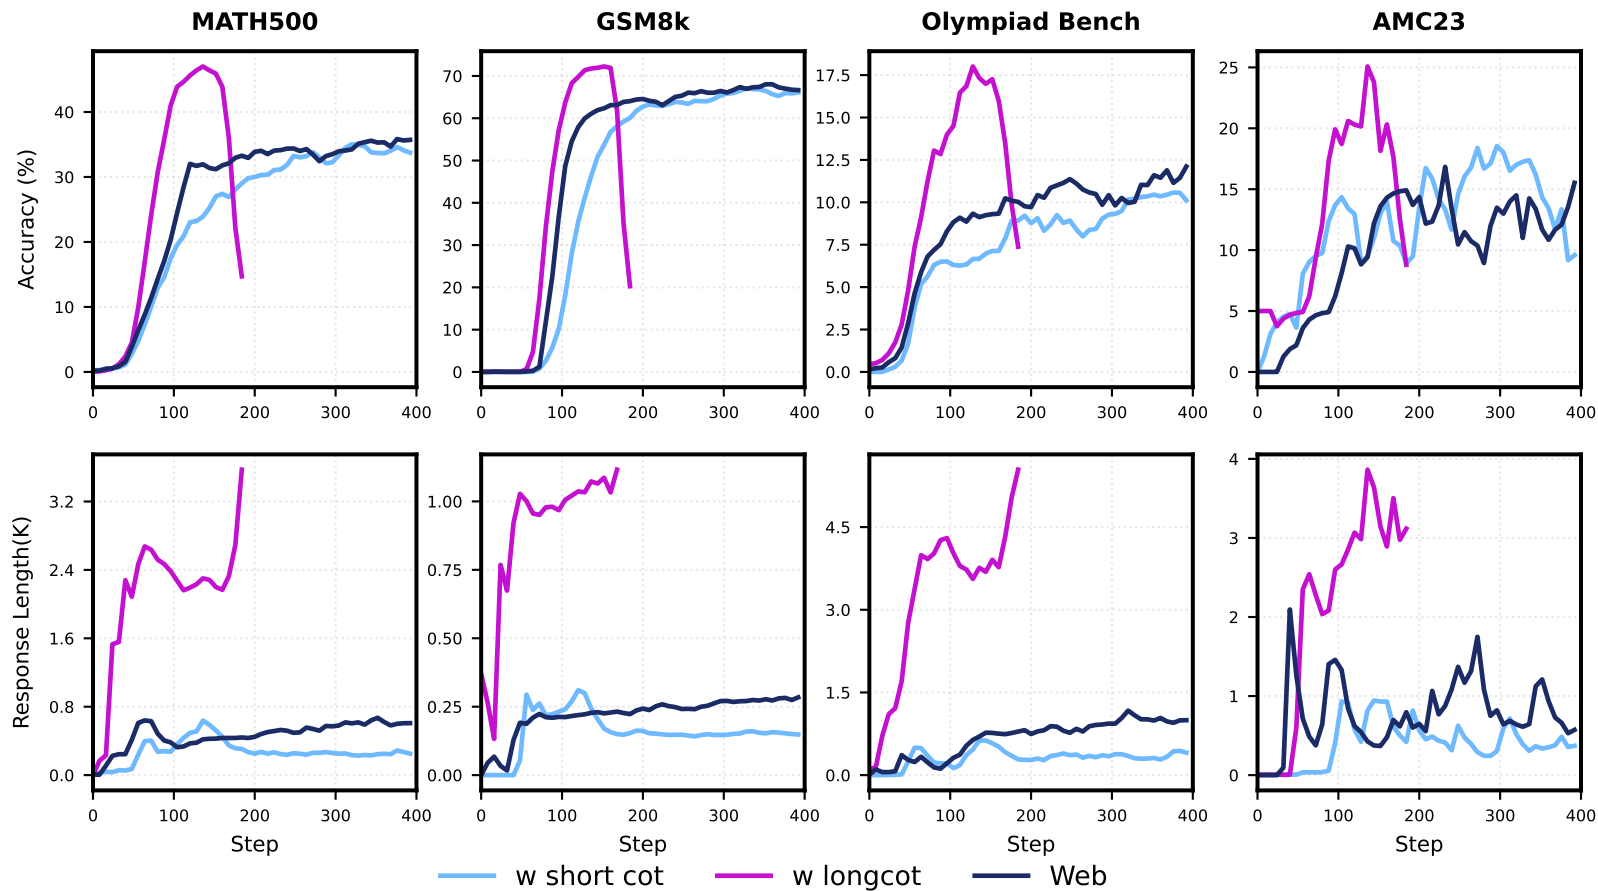 MATH500 GSM8k Olympiad Bench AMC23
Accuracy (%)
40
30
20
10
0
0 100 200 300 400
70
60
50
40
30
20
10
0
0 100 200 300 400
17.5
15.0
12.5
10.0
7.5
5.0
2.5
0.0
0 100 200 300 400
25
20
15
10
5
0
0 100 200 300 400
Response Length(K)
3.2
2.4
1.6
0.8
0.0
0 100 200 300 400
Step
1.00
0.75
0.50
0.25
0.00
0 100 200 300 400
Step
4.5
3.0
1.5
0.0
0 100 200 300 400
Step
4
3
2
1
0
0 100 200 300 400
Step
w short cot w longcot Web